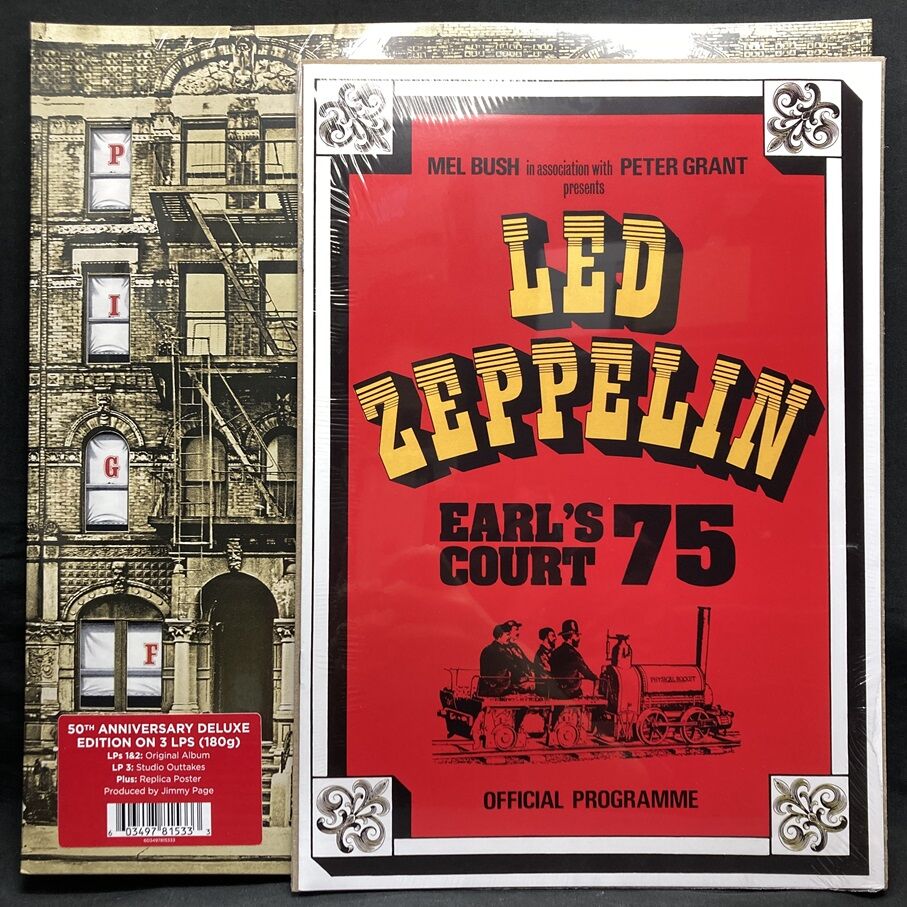 P
I
G
F
50TH ANNIVERSARY DELUXE
EDITION ON 3 LPS (180g)
LPs 1&2: Original Album
LP 3: Studio Outtakes
Plus: Replica Poster
Produced by Jimmy Page
6 03497 81533 3
603497815333
MEL BUSH in association with PETER GRANT
presents
LED
ZEPPELIN
EARL'S
COURT 75
PHYSICAL ROCKET
OFFICIAL PROGRAMME